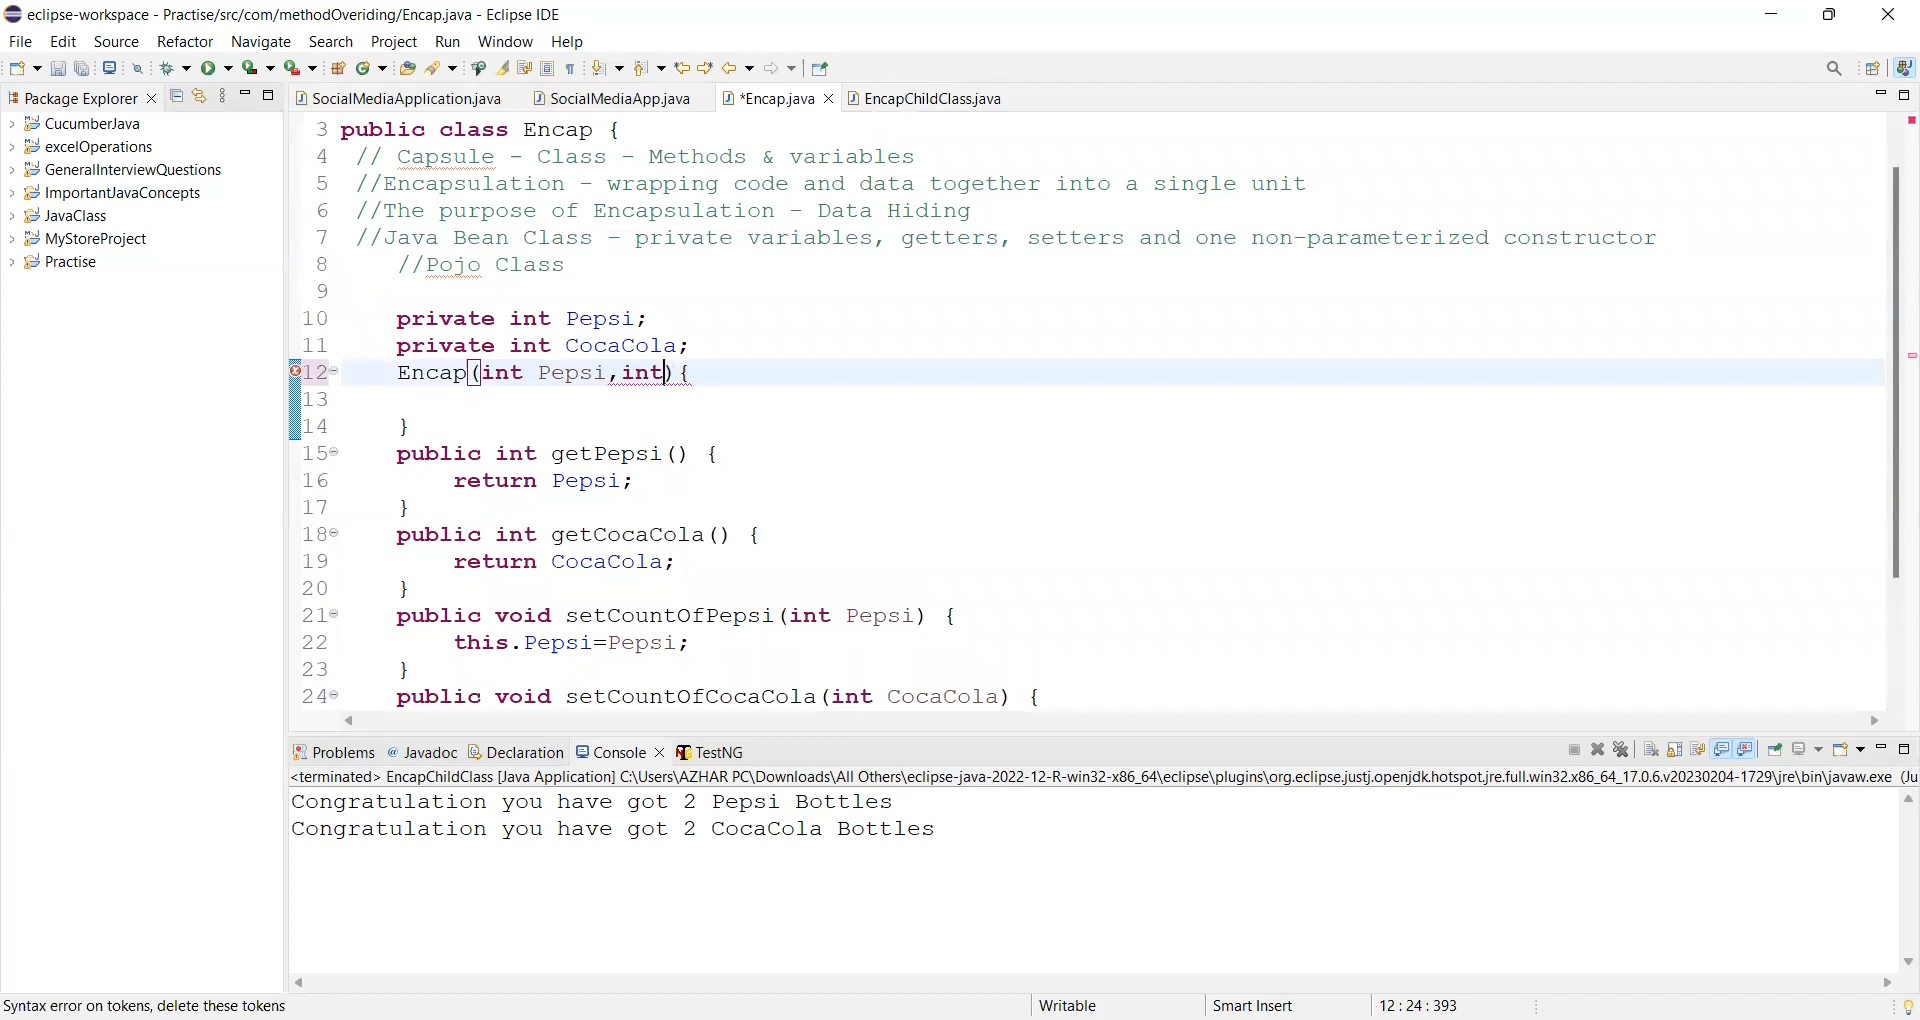 eclipse-workspace - Practise/src/com/methodOveriding/Encap.java - Eclipse IDE
File Edit Source Refactor Navigate Search Project Run Window Help
Package Explorer
CucumberJava
excelOperations
GeneralInterviewQuestions
ImportantJavaConcepts
JavaClass
MyStoreProject
Practise
SocialMediaApplication.java SocialMediaApp.java *Encap.java EncapChildClass.java
3 public class Encap {
4 // Capsule - Class - Methods & variables
5 //Encapsulation - wrapping code and data together into a single unit
6 //The purpose of Encapsulation - Data Hiding
7 //Java Bean Class - private variables, getters, setters and one non-parameterized constructor
8 //Pojo Class
9
10 private int Pepsi;
11 private int CocaCola;
12 Encap(int Pepsi,int){
13
14 }
15 public int getPepsi() {
16 return Pepsi;
17 }
18 public int getCocaCola() {
19 return CocaCola;
20 }
21 public void setCountOfPepsi(int Pepsi) {
22 this.Pepsi=Pepsi;
23 }
24 public void setCountOfCocaCola(int CocaCola) {
Problems @ Javadoc Declaration Console TestNG
<terminated> EncapChildClass [Java Application] C:\Users\AZHAR PC\Downloads\All Others\eclipse-java-2022-12-R-win32-x86_64\eclipse\plugins\org.eclipse.justj.openjdk.hotspot.jre.full.win32.x86_64_17.0.6.v20230204-1729\jre\bin\javaw.exe (Ju
Congratulation you have got 2 Pepsi Bottles
Congratulation you have got 2 CocaCola Bottles
Syntax error on tokens, delete these tokens Writable Smart Insert 12 : 24 : 393